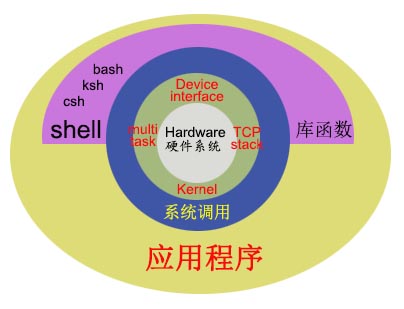 bash
ksh
csh
shell
库函数
Device
interface
multi
task
Hardware
硬件系统
TCP
stack
Kernel
系统调用
应用程序